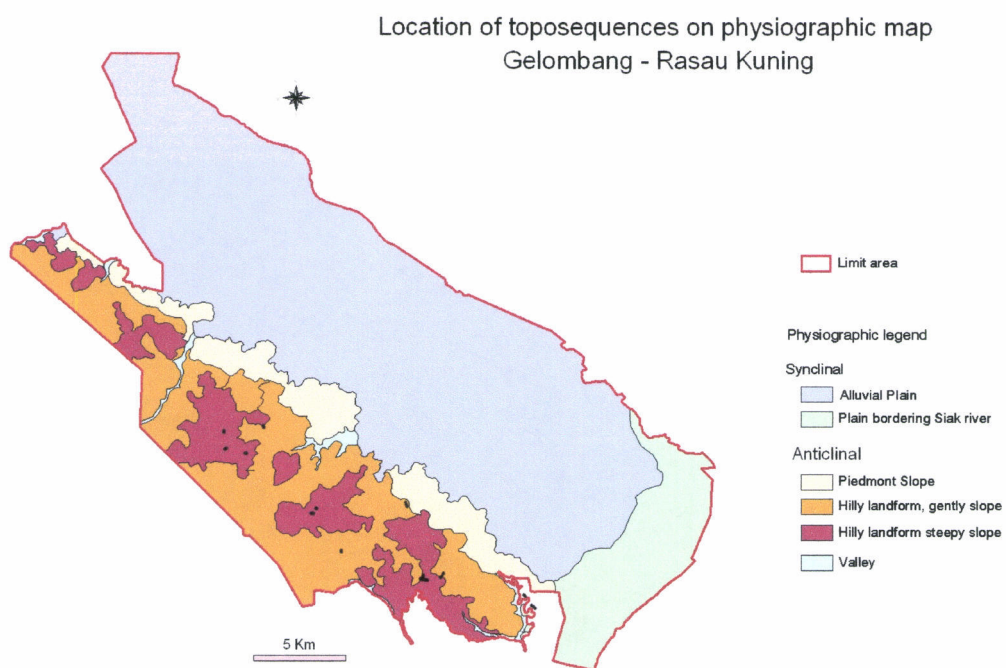 Location of toposequences on physiographic map
Gelombang - Rasau Kuning
Limit area
Physiographic legend
Synclinal
Alluvial Plain
Plain bordering Siak river
Anticlinal
Piedmont Slope
Hilly landform, gently slope
Hilly landform steepy slope
Valley
5 Km